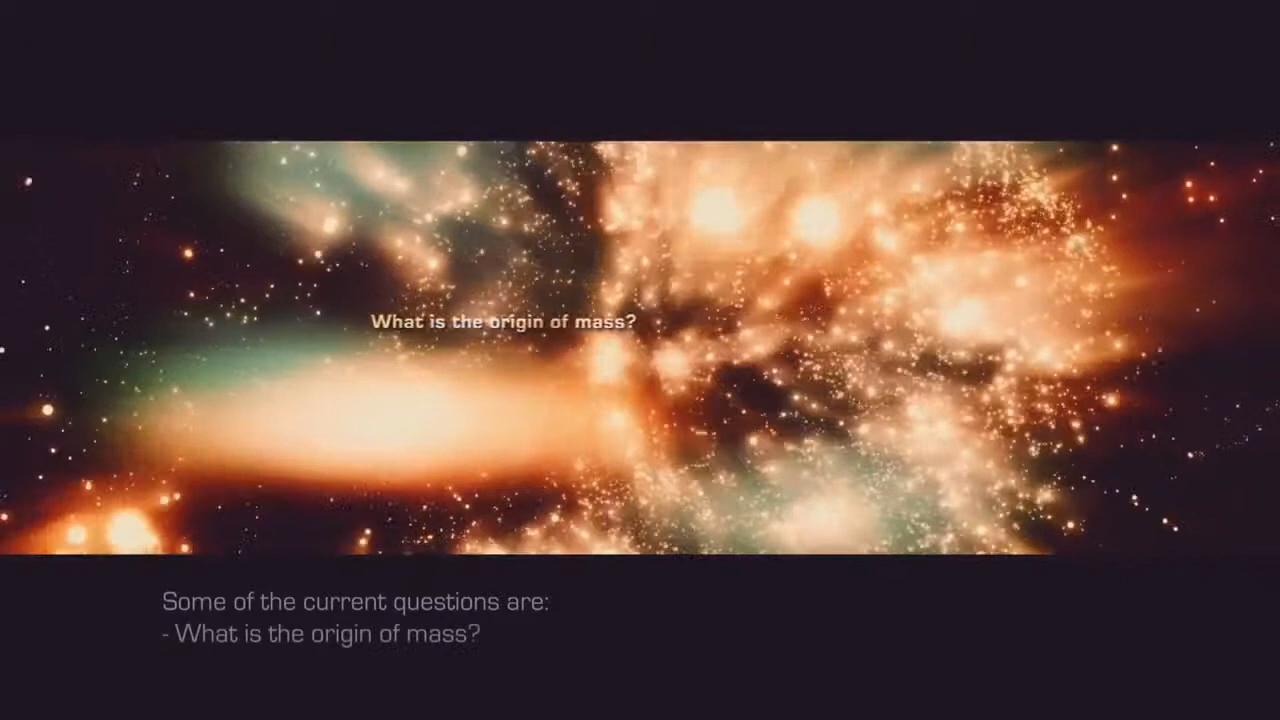 What is the origin of mass?
Some of the current questions are:
- What is the origin of mass?